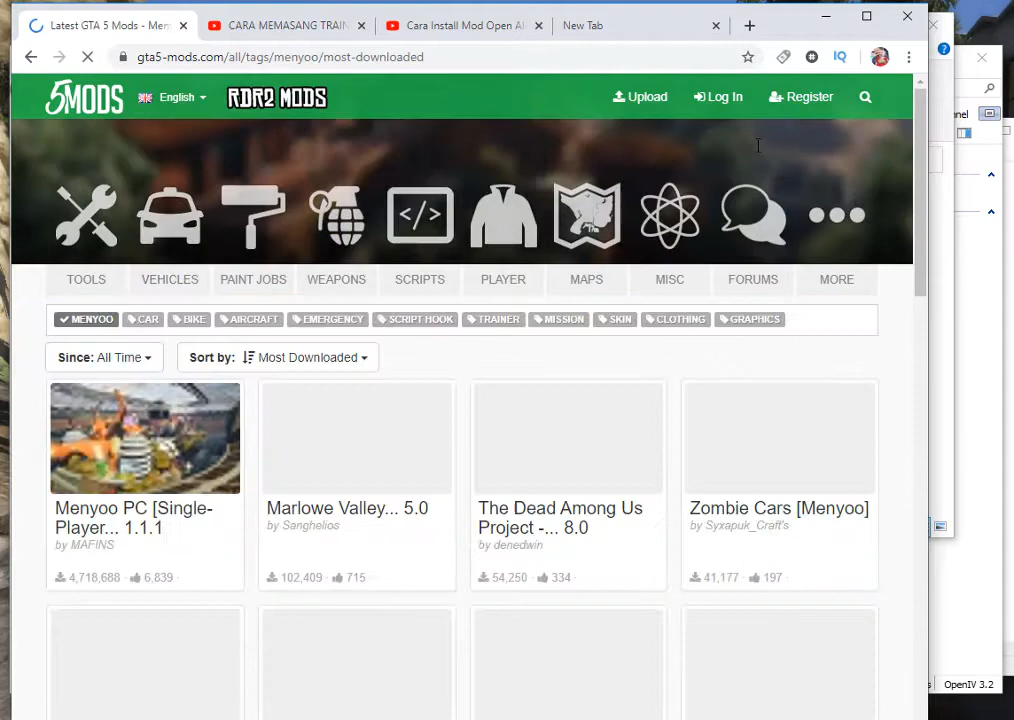 Latest GTA 5 Mods - Men
CARA MEMASANG TRAIN
Cara Install Mod Open Al
New Tab
gta5-mods.com/all/tags/menyoo/most-downloaded
IQ
5MODS
English
RDR2 MODS
Upload
Log In
Register
nnel
TOOLS
VEHICLES
PAINT JOBS
WEAPONS
SCRIPTS
PLAYER
MAPS
MISC
FORUMS
MORE
MENYOO
CAR
BIKE
AIRCRAFT
EMERGENCY
SCRIPT HOOK
TRAINER
MISSION
SKIN
CLOTHING
GRAPHICS
Since: All Time
Sort by: Most Downloaded
Menyoo PC [Single-
Player... 1.1.1
by MAFINS
4,718,688 · 6,839 ·
Marlowe Valley... 5.0
by Sanghelios
102,409 · 715
The Dead Among Us
Project -... 8.0
by denedwin
54,250 · 334 ·
Zombie Cars [Menyoo]
by Syxapuk_Craft's
41,177 · 197 ·
s
OpenIV 3.2